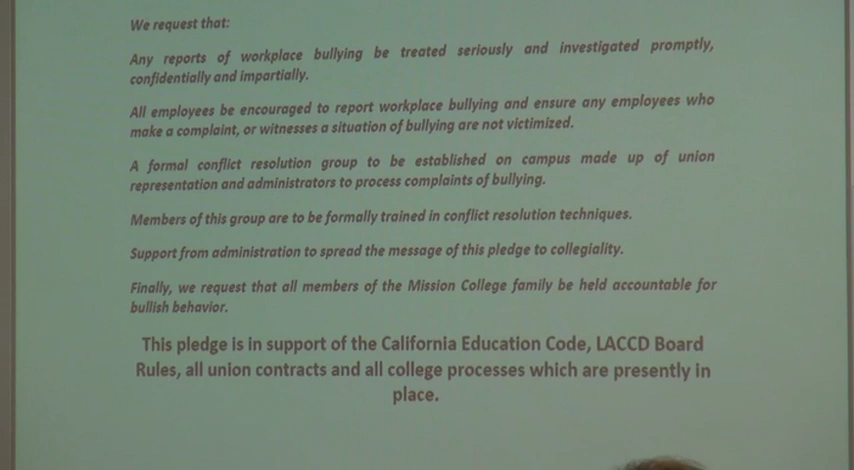 We request that:
Any reports of workplace bullying be treated seriously and investigated promptly,
confidentially and impartially.
All employees be encouraged to report workplace bullying and ensure any employees who
make a complaint, or witnesses a situation of bullying are not victimized.
A formal conflict resolution group to be established on campus made up of union
representation and administrators to process complaints of bullying.
Members of this group are to be formally trained in conflict resolution techniques.
Support from administration to spread the message of this pledge to collegiality.
Finally, we request that all members of the Mission College family be held accountable for
bullish behavior.
This pledge is in support of the California Education Code, LACCD Board
Rules, all union contracts and all college processes which are presently in
place.